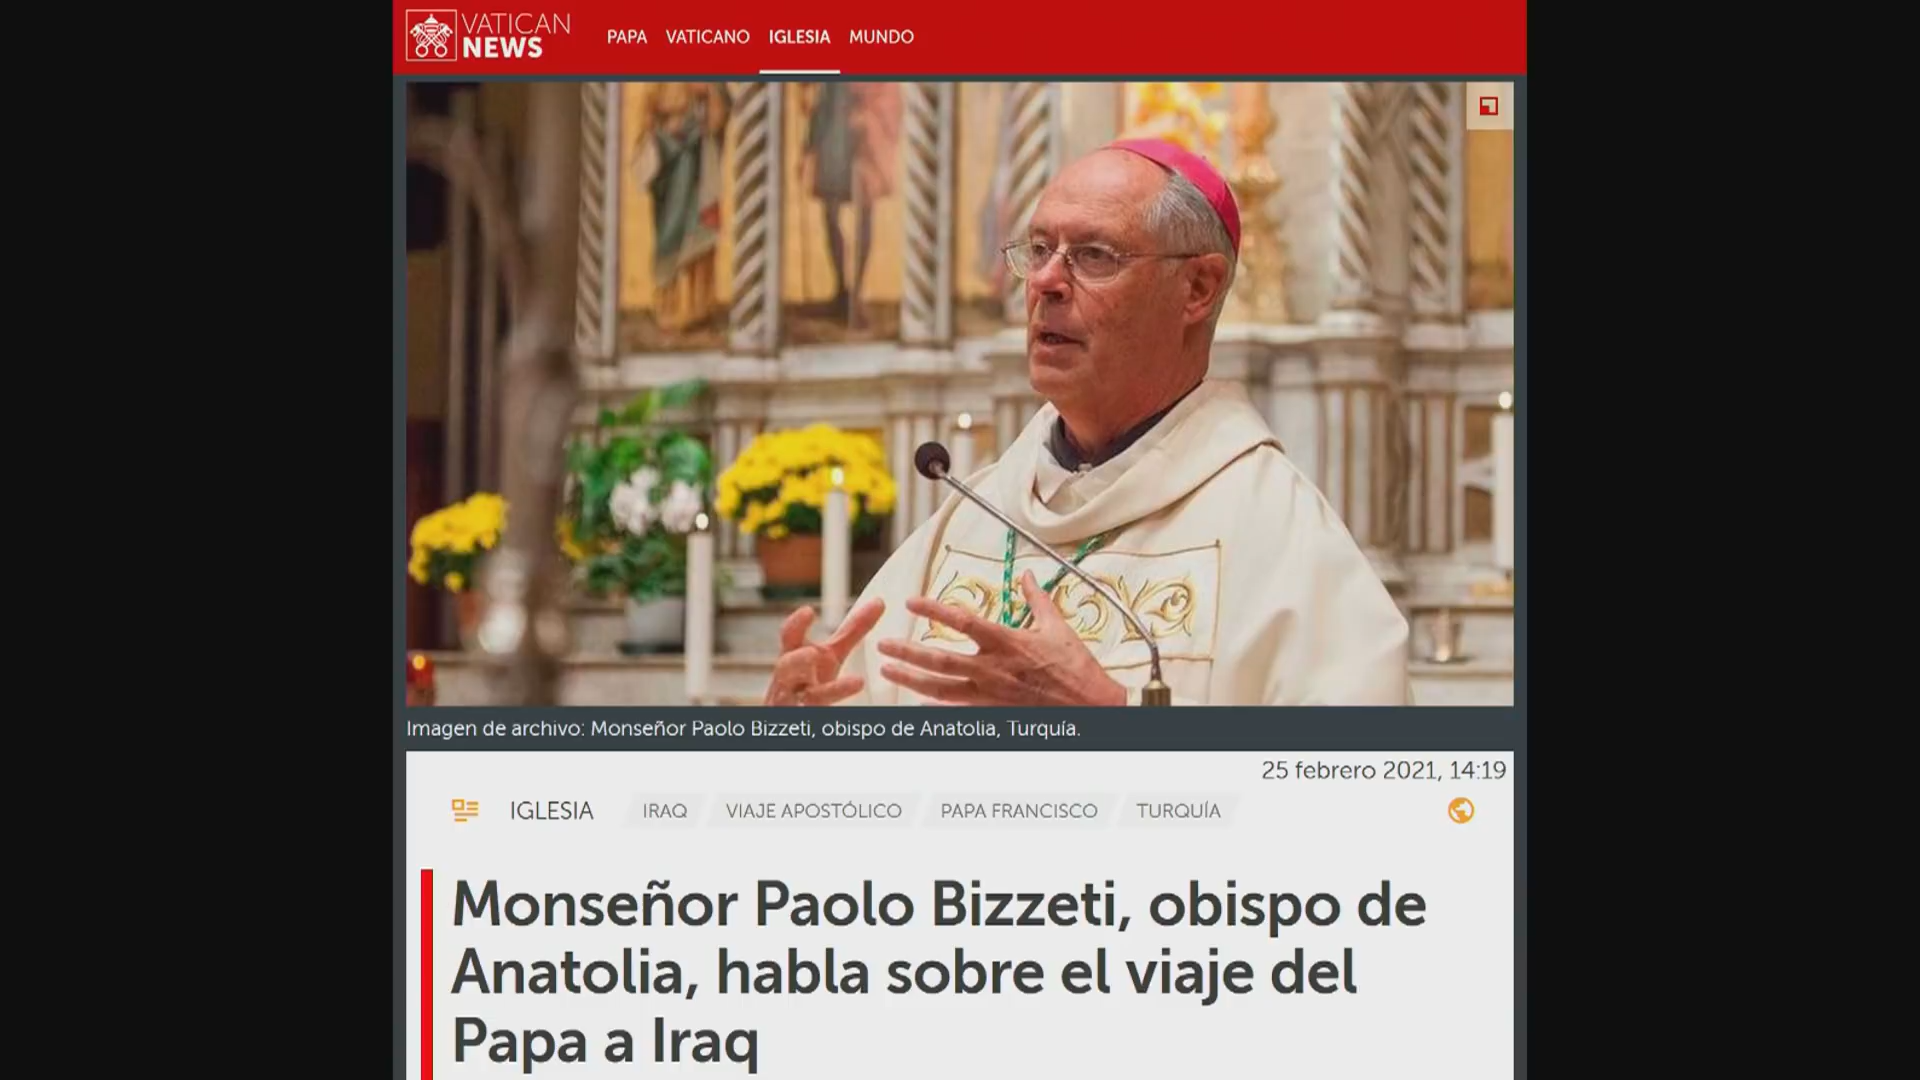 VATICAN
NEWS
PAPA VATICANO IGLESIA MUNDO
Imagen de archivo: Monseñor Paolo Bizzeti, obispo de Anatolia, Turquía.
25 febrero 2021, 14:19
IGLESIA IRAQ VIAJE APOSTÓLICO PAPA FRANCISCO TURQUÍA
Monseñor Paolo Bizzeti, obispo de
Anatolia, habla sobre el viaje del
Papa a Iraq